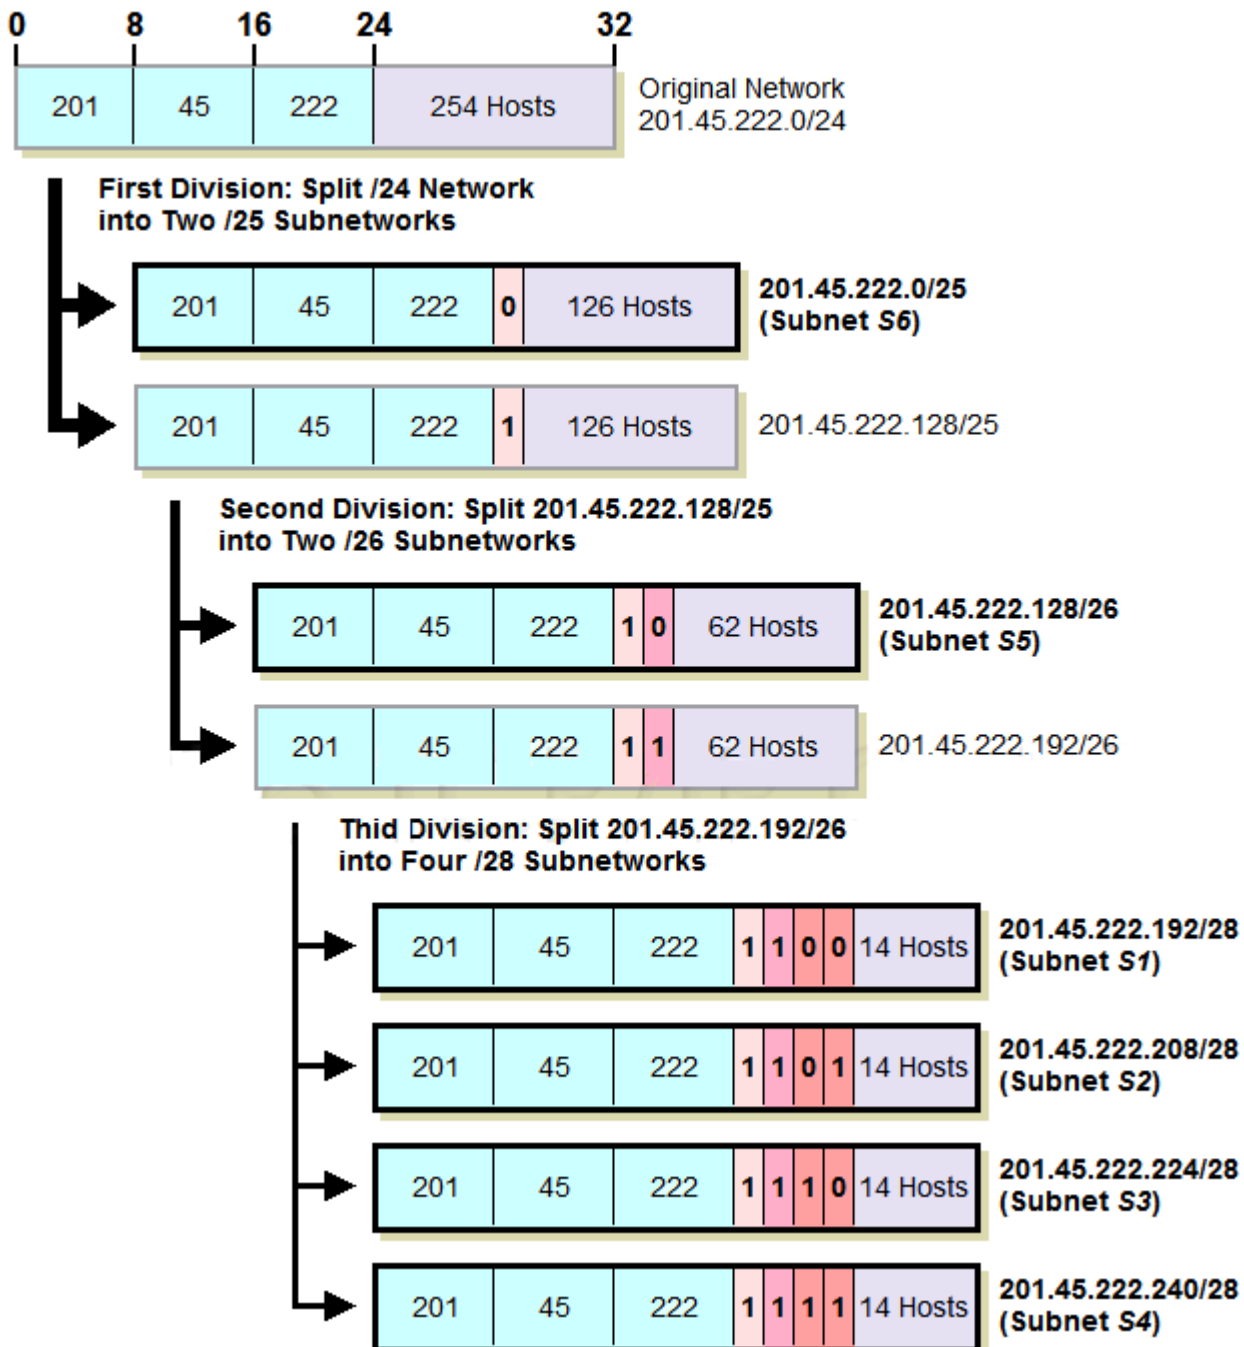 0 8 16 24 32
201 45 222 254 Hosts
Original Network
201.45.222.0/24
First Division: Split /24 Network
into Two /25 Subnetworks
201 45 222 0 126 Hosts
201.45.222.0/25
(Subnet S6)
201 45 222 1 126 Hosts
201.45.222.128/25
Second Division: Split 201.45.222.128/25
into Two /26 Subnetworks
201 45 222 1 0 62 Hosts
201.45.222.128/26
(Subnet S5)
201 45 222 1 1 62 Hosts
201.45.222.192/26
Thid Division: Split 201.45.222.192/26
into Four /28 Subnetworks
201 45 222 1 1 0 0 14 Hosts
201.45.222.192/28
(Subnet S1)
201 45 222 1 1 0 1 14 Hosts
201.45.222.208/28
(Subnet S2)
201 45 222 1 1 1 0 14 Hosts
201.45.222.224/28
(Subnet S3)
201 45 222 1 1 1 1 14 Hosts
201.45.222.240/28
(Subnet S4)